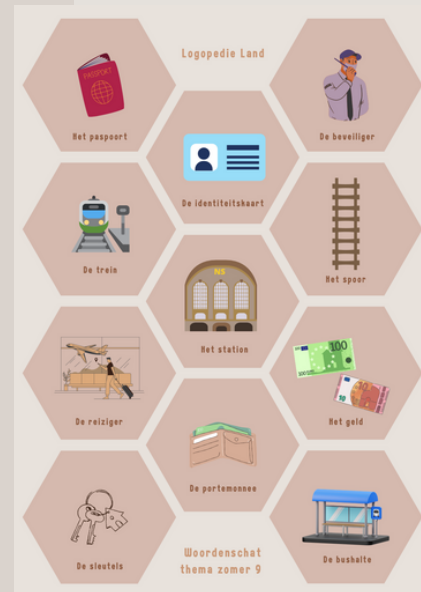 Logopedie Land
PASSPORT
Het paspoort
De beveiliger
De identiteitskaart
De trein
Het spoor
NS
Het station
100
De reiziger
Het geld
De portemonnee
De sleutels
De bushalte
Woordenschat
thema zomer 9